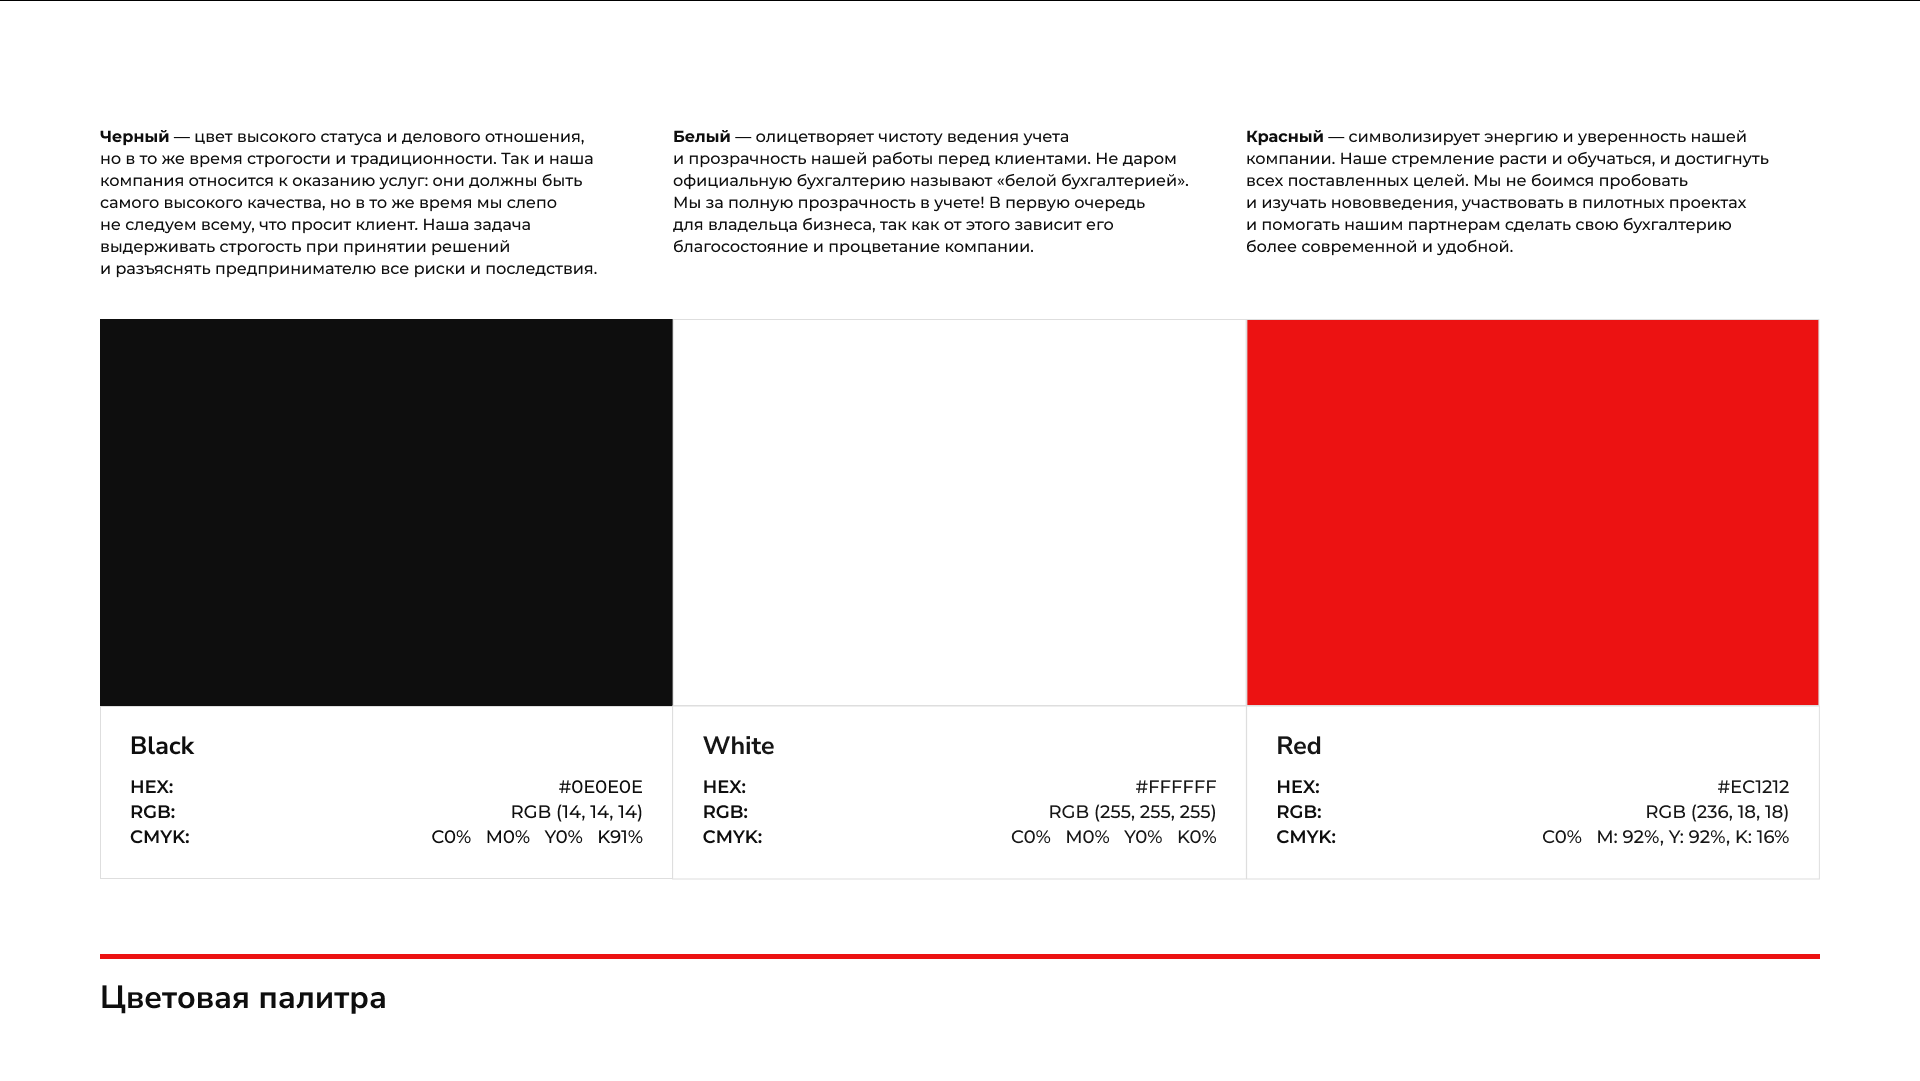 Черный — цвет высокого статуса и делового отношения,
но в то же время строгости и традиционности. Так и наша
компания относится к оказанию услуг: они должны быть
самого высокого качества, но в то же время мы слепо
не следуем всему, что просит клиент. Наша задача
выдерживать строгость при принятии решений
и разъяснять предпринимателю все риски и последствия.
Белый — олицетворяет чистоту ведения учета
и прозрачность нашей работы перед клиентами. Не даром
официальную бухгалтерию называют «белой бухгалтерией».
Мы за полную прозрачность в учете! В первую очередь
для владельца бизнеса, так как от этого зависит его
благосостояние и процветание компании.
Красный — символизирует энергию и уверенность нашей
компании. Наше стремление расти и обучаться, и достигнуть
всех поставленных целей. Мы не боимся пробовать
и изучать нововведения, участвовать в пилотных проектах
и помогать нашим партнерам сделать свою бухгалтерию
более современной и удобной.
Black
HEX: #0E0E0E
RGB: RGB (14, 14, 14)
CMYK: C0% M0% Y0% K91%
White
HEX: #FFFFFF
RGB: RGB (255, 255, 255)
CMYK: C0% M0% Y0% K0%
Red
HEX: #EC1212
RGB: RGB (236, 18, 18)
CMYK: C0% M: 92%, Y: 92%, K: 16%
Цветовая палитра